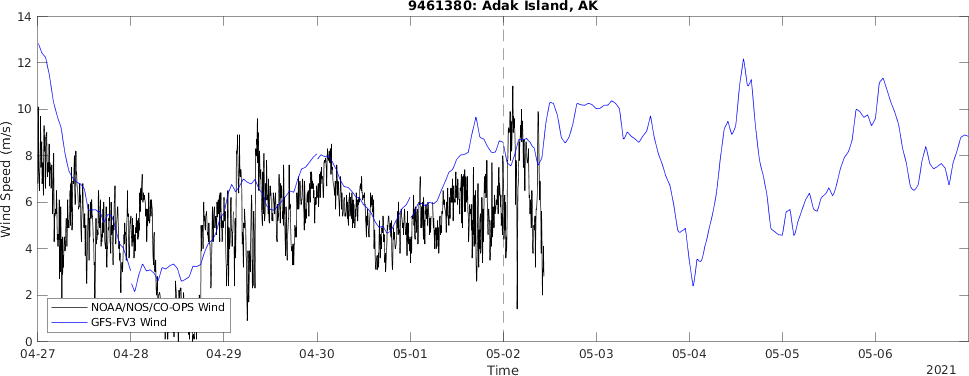 9461380: Adak Island, AK
Wind Speed (m/s)
14
12
10
8
6
4
2
0
NOAA/NOS/CO-OPS Wind
GFS-FV3 Wind
04-27 04-28 04-29 04-30 05-01 05-02 05-03 05-04 05-05 05-06
Time
2021